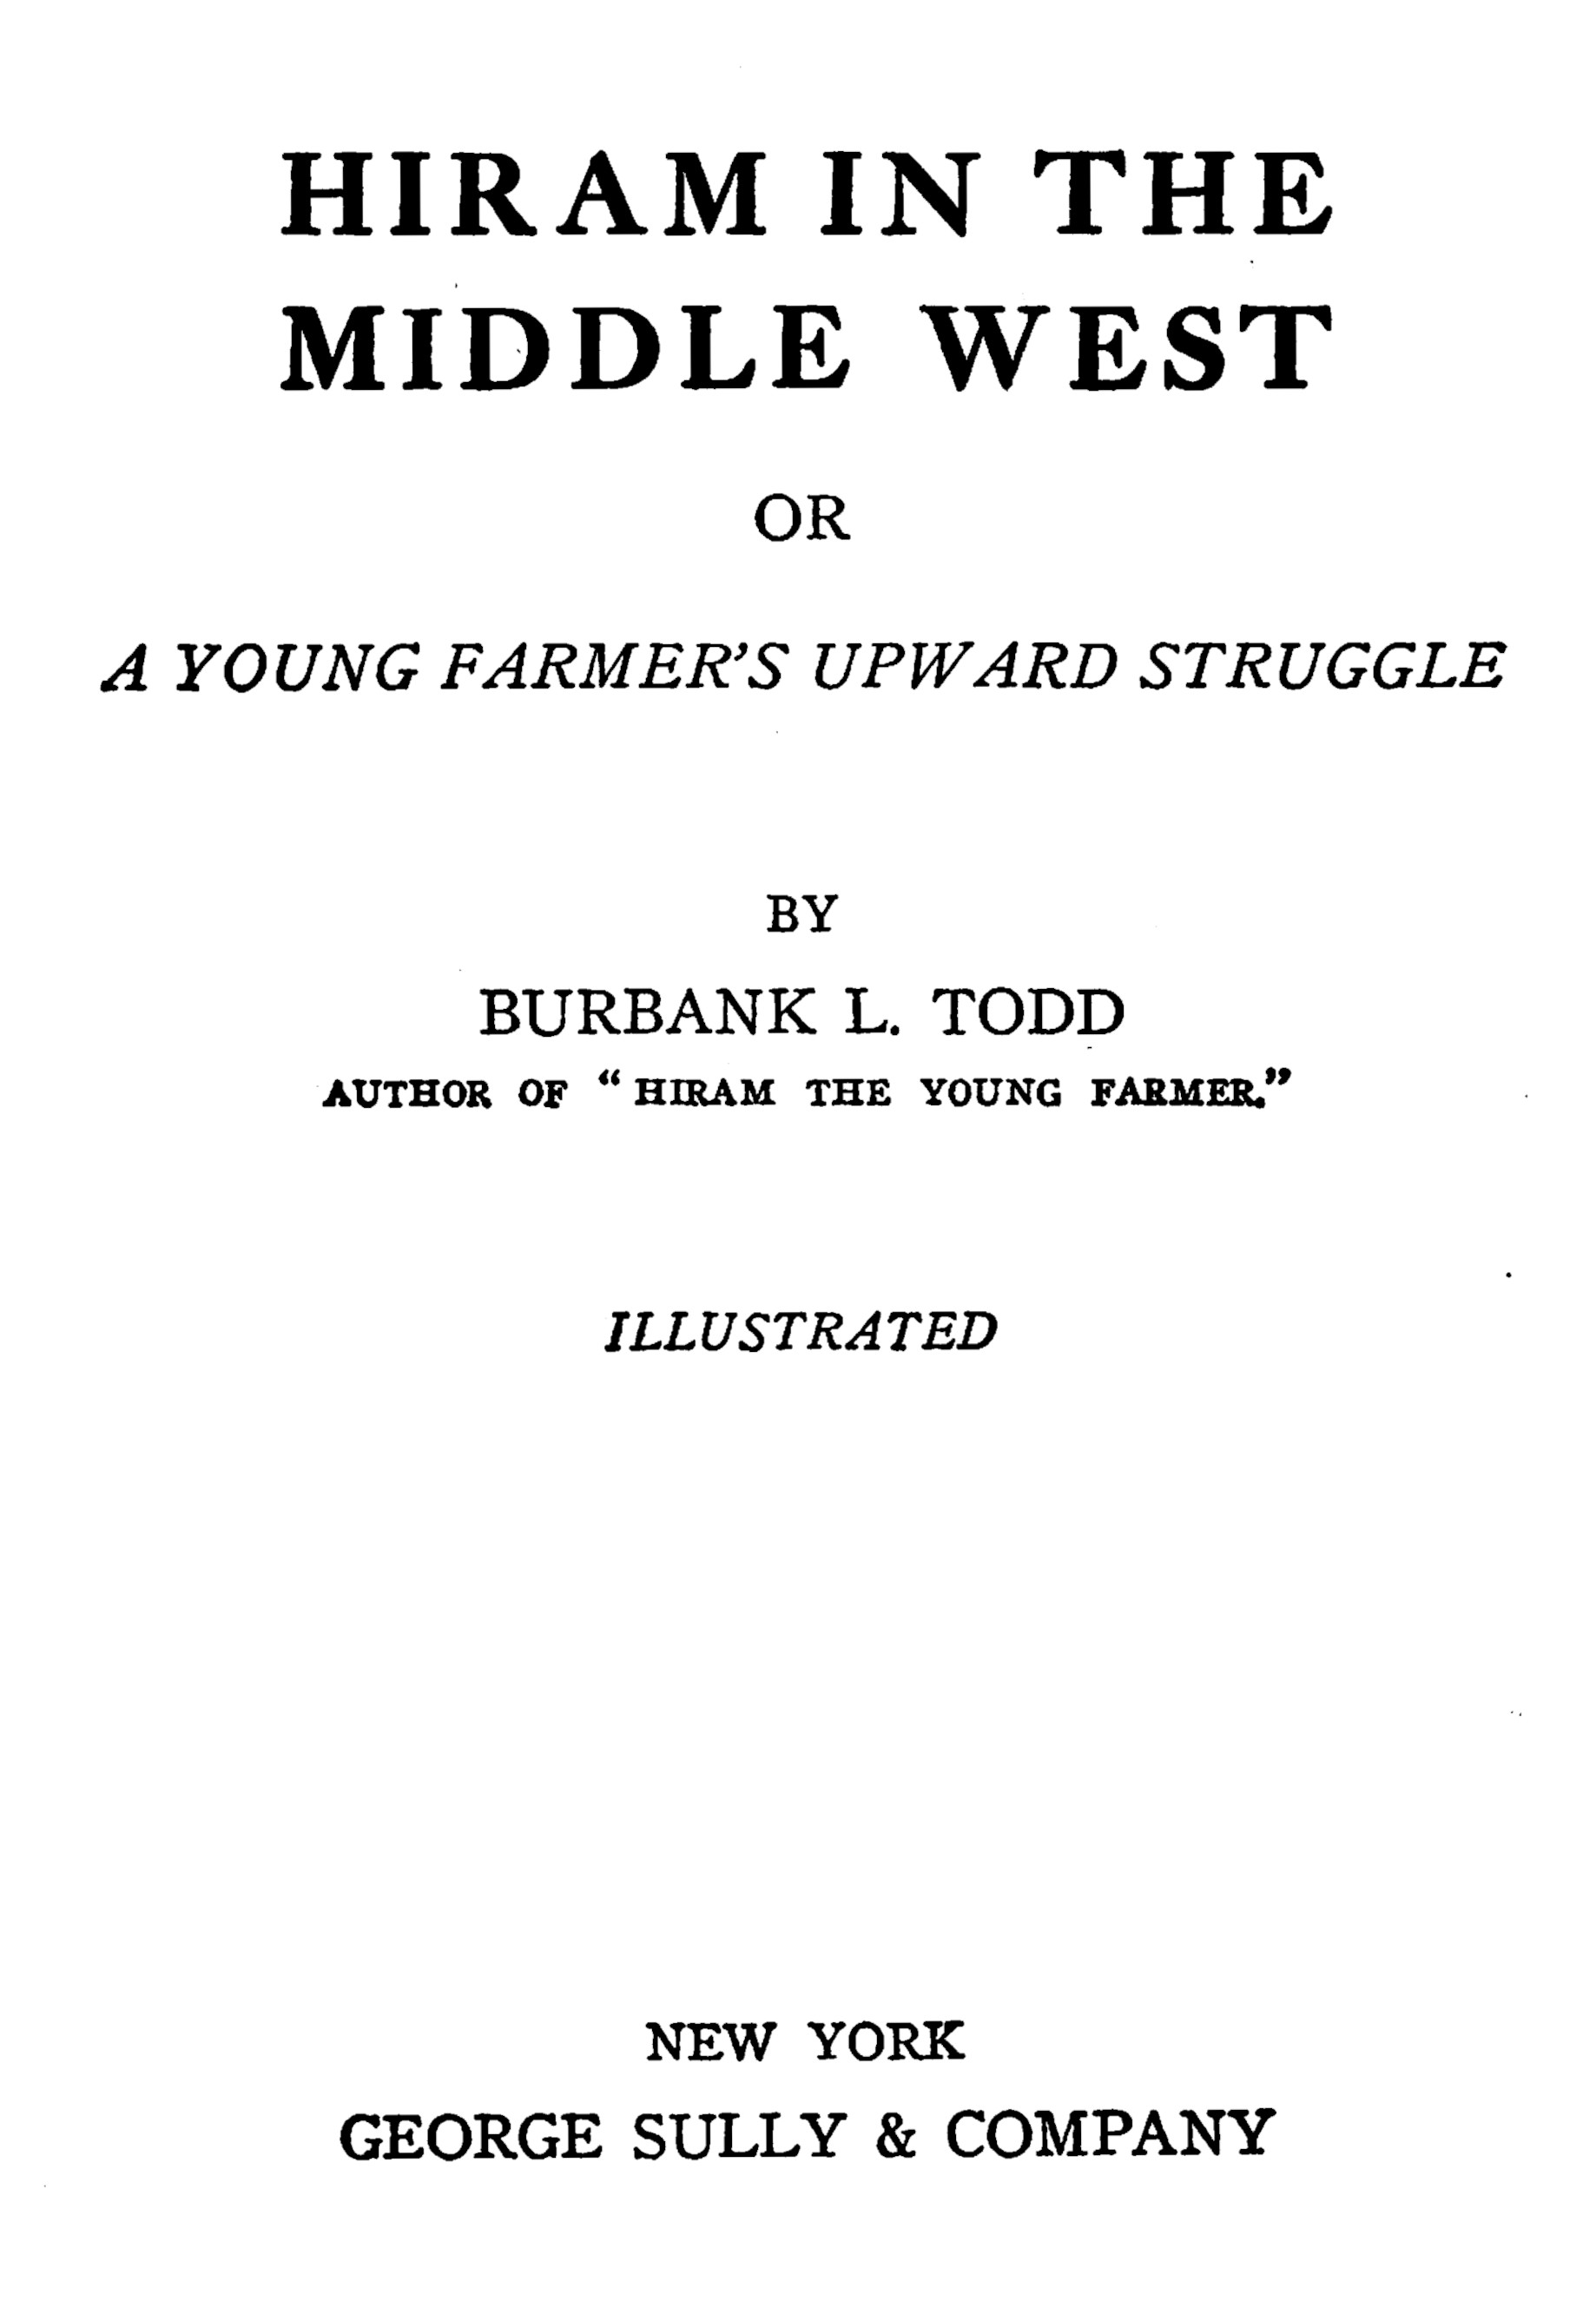 HIRAM IN THE
MIDDLE WEST
OR
A YOUNG FARMER'S UPWARD STRUGGLE
BY
BURBANK L. TODD
AUTHOR OF “HIRAM THE YOUNG FARMER.”
ILLUSTRATED
NEW YORK
GEORGE SULLY & COMPANY